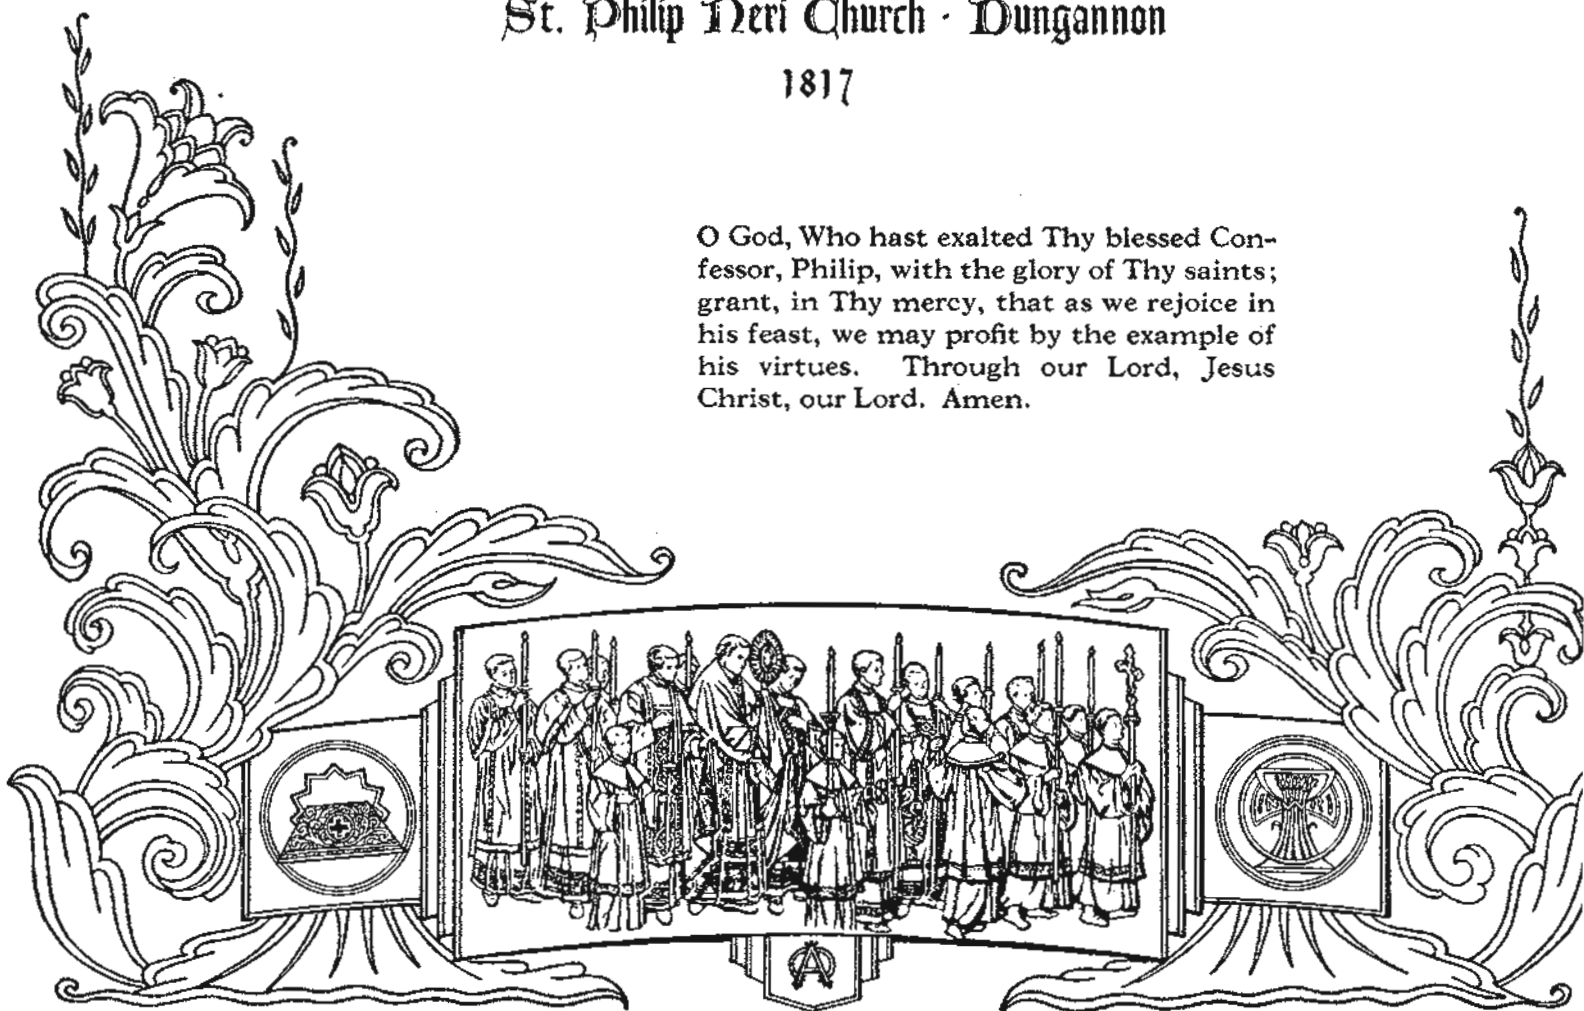 St. Philip Neri Church · Dungannon
1817
O God, Who hast exalted Thy blessed Con-
fessor, Philip, with the glory of Thy saints;
grant, in Thy mercy, that as we rejoice in
his feast, we may profit by the example of
his virtues. Through our Lord, Jesus
Christ, our Lord. Amen.